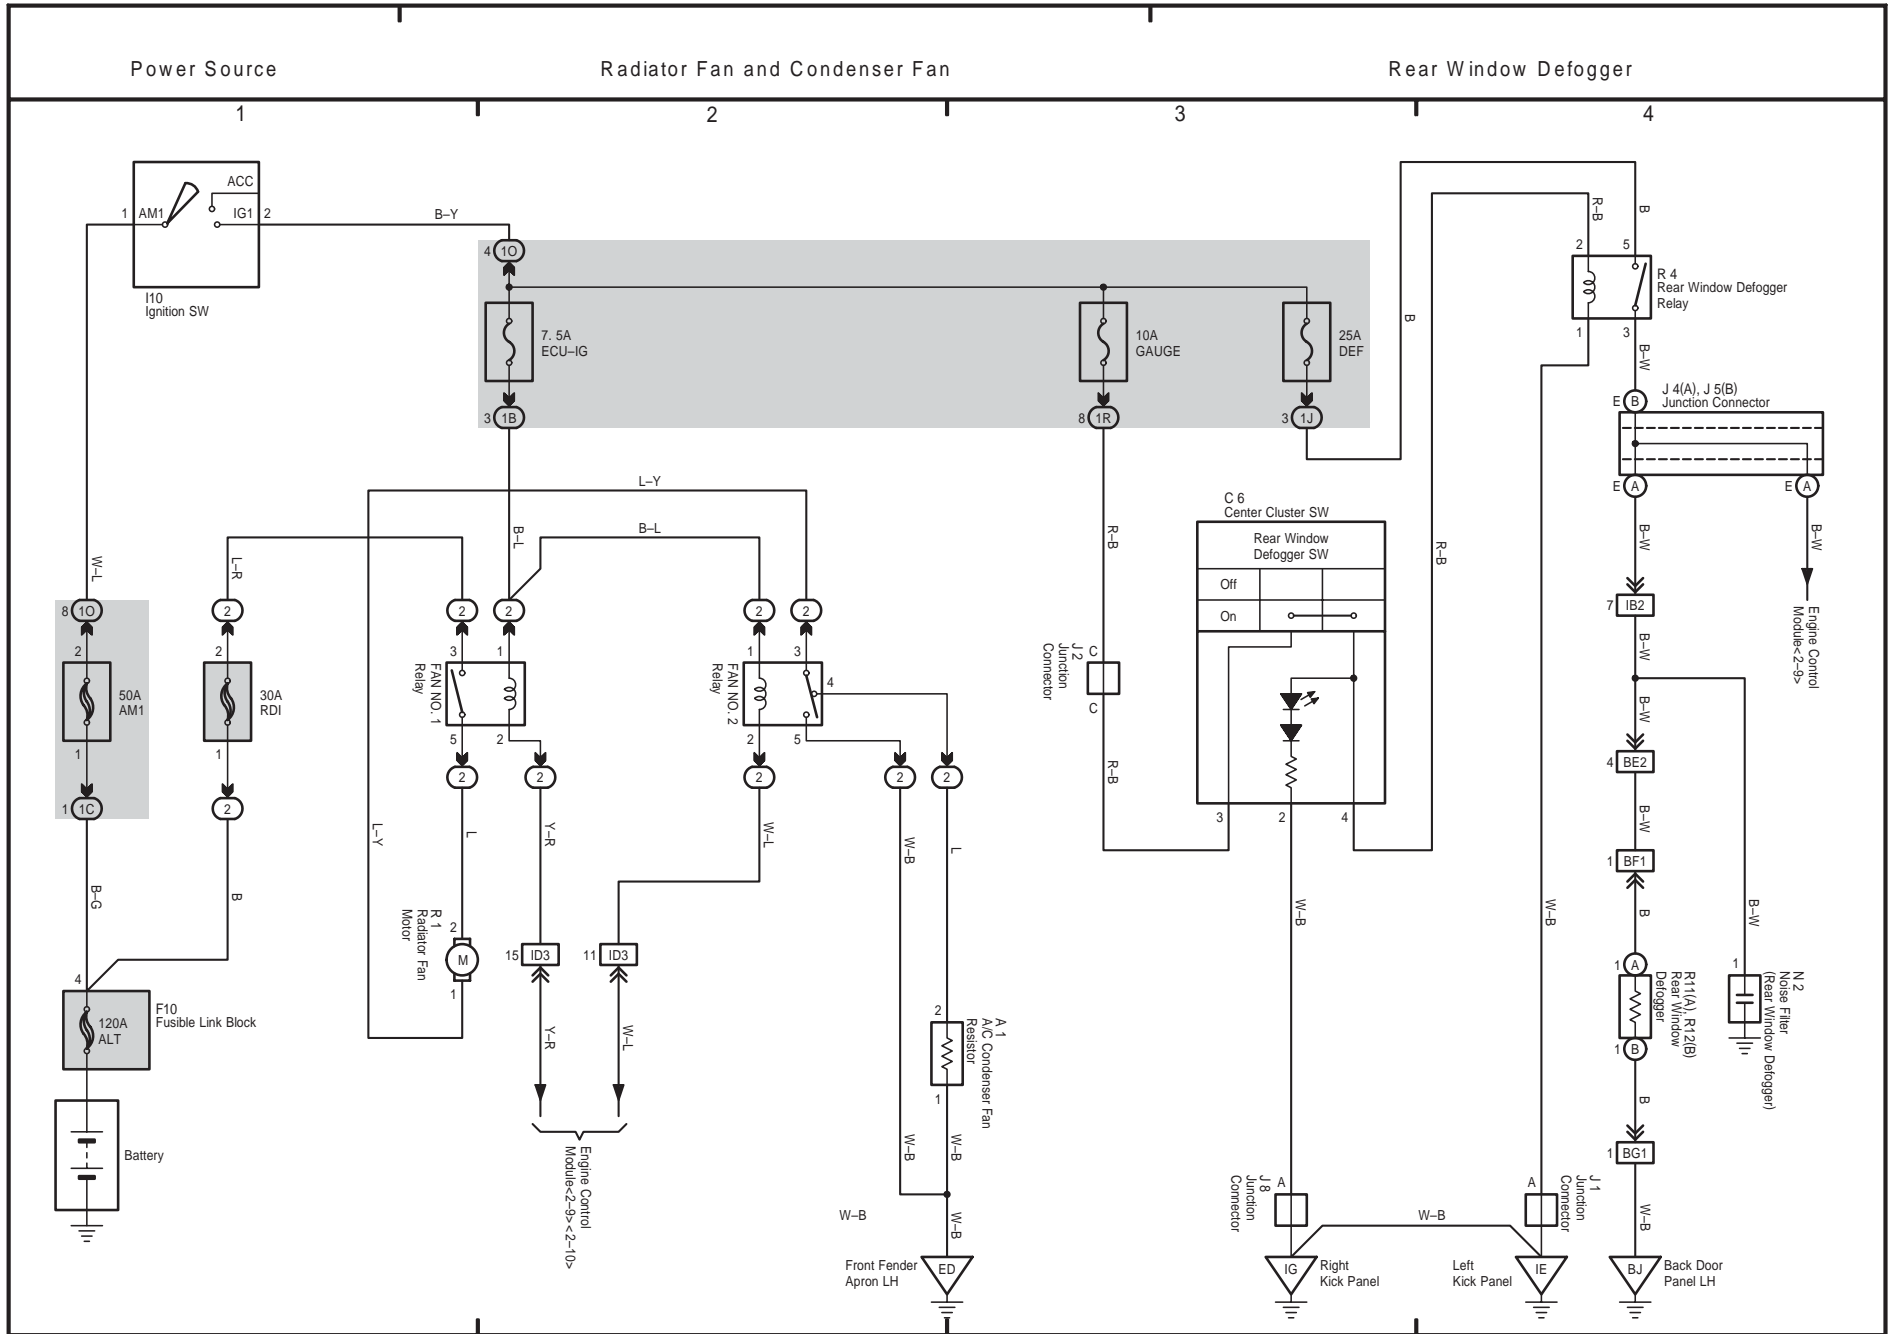 Power Source
Radiator Fan and Condenser Fan
Rear Window Defogger
1
2
3
4
ACC
1
AM1
IG1
2
I10
Ignition SW
B–Y
4
1O
7. 5A
ECU–IG
10A
GAUGE
25A
DEF
3
1B
8
1R
3
1J
R–B
B
2
5
R 4
Rear Window Defogger
Relay
1
3
B
B–W
J 4(A), J 5(B)
Junction Connector
E
B
E
A
E
A
B–W
B–W
Engine Control
Module<2–9>
L–Y
B–L
B–L
W–L
L–R
8
1O
2
50A
AM1
1
1
1C
2
2
30A
RDI
1
2
B–G
B
4
F10
Fusible Link Block
120A
ALT
Battery
2
2
3
1
FAN NO. 1
Relay
5
2
2
2
2
2
1
3
4
FAN NO. 2
Relay
2
5
2
2
2
L–Y
L
Y–R
W–L
W–B
L
R 1
Radiator Fan
Motor
2
M
1
15
ID3
11
ID3
Y–R
W–L
Engine Control
Module<2–9><2–10>
2
A 1
A/C Condenser Fan
Resistor
1
W–B
W–B
W–B
W–B
Front Fender
Apron LH
ED
R–B
J 2
Junction
Connector
C
C
R–B
C 6
Center Cluster SW
Rear Window
Defogger SW
Off
On
3
2
4
R–B
W–B
W–B
J 8
Junction
Connector
A
W–B
A
J 1
Junction
Connector
IG
Right
Kick Panel
Left
Kick Panel
IE
7
IB2
B–W
B–W
4
BE2
B–W
1
BF1
B
B–W
1
A
R11(A), R12(B)
Rear Window
Defogger
1
B
1
N 2
Noise Filter
(Rear Window Defogger)
B
1
BG1
W–B
BJ
Back Door
Panel LH